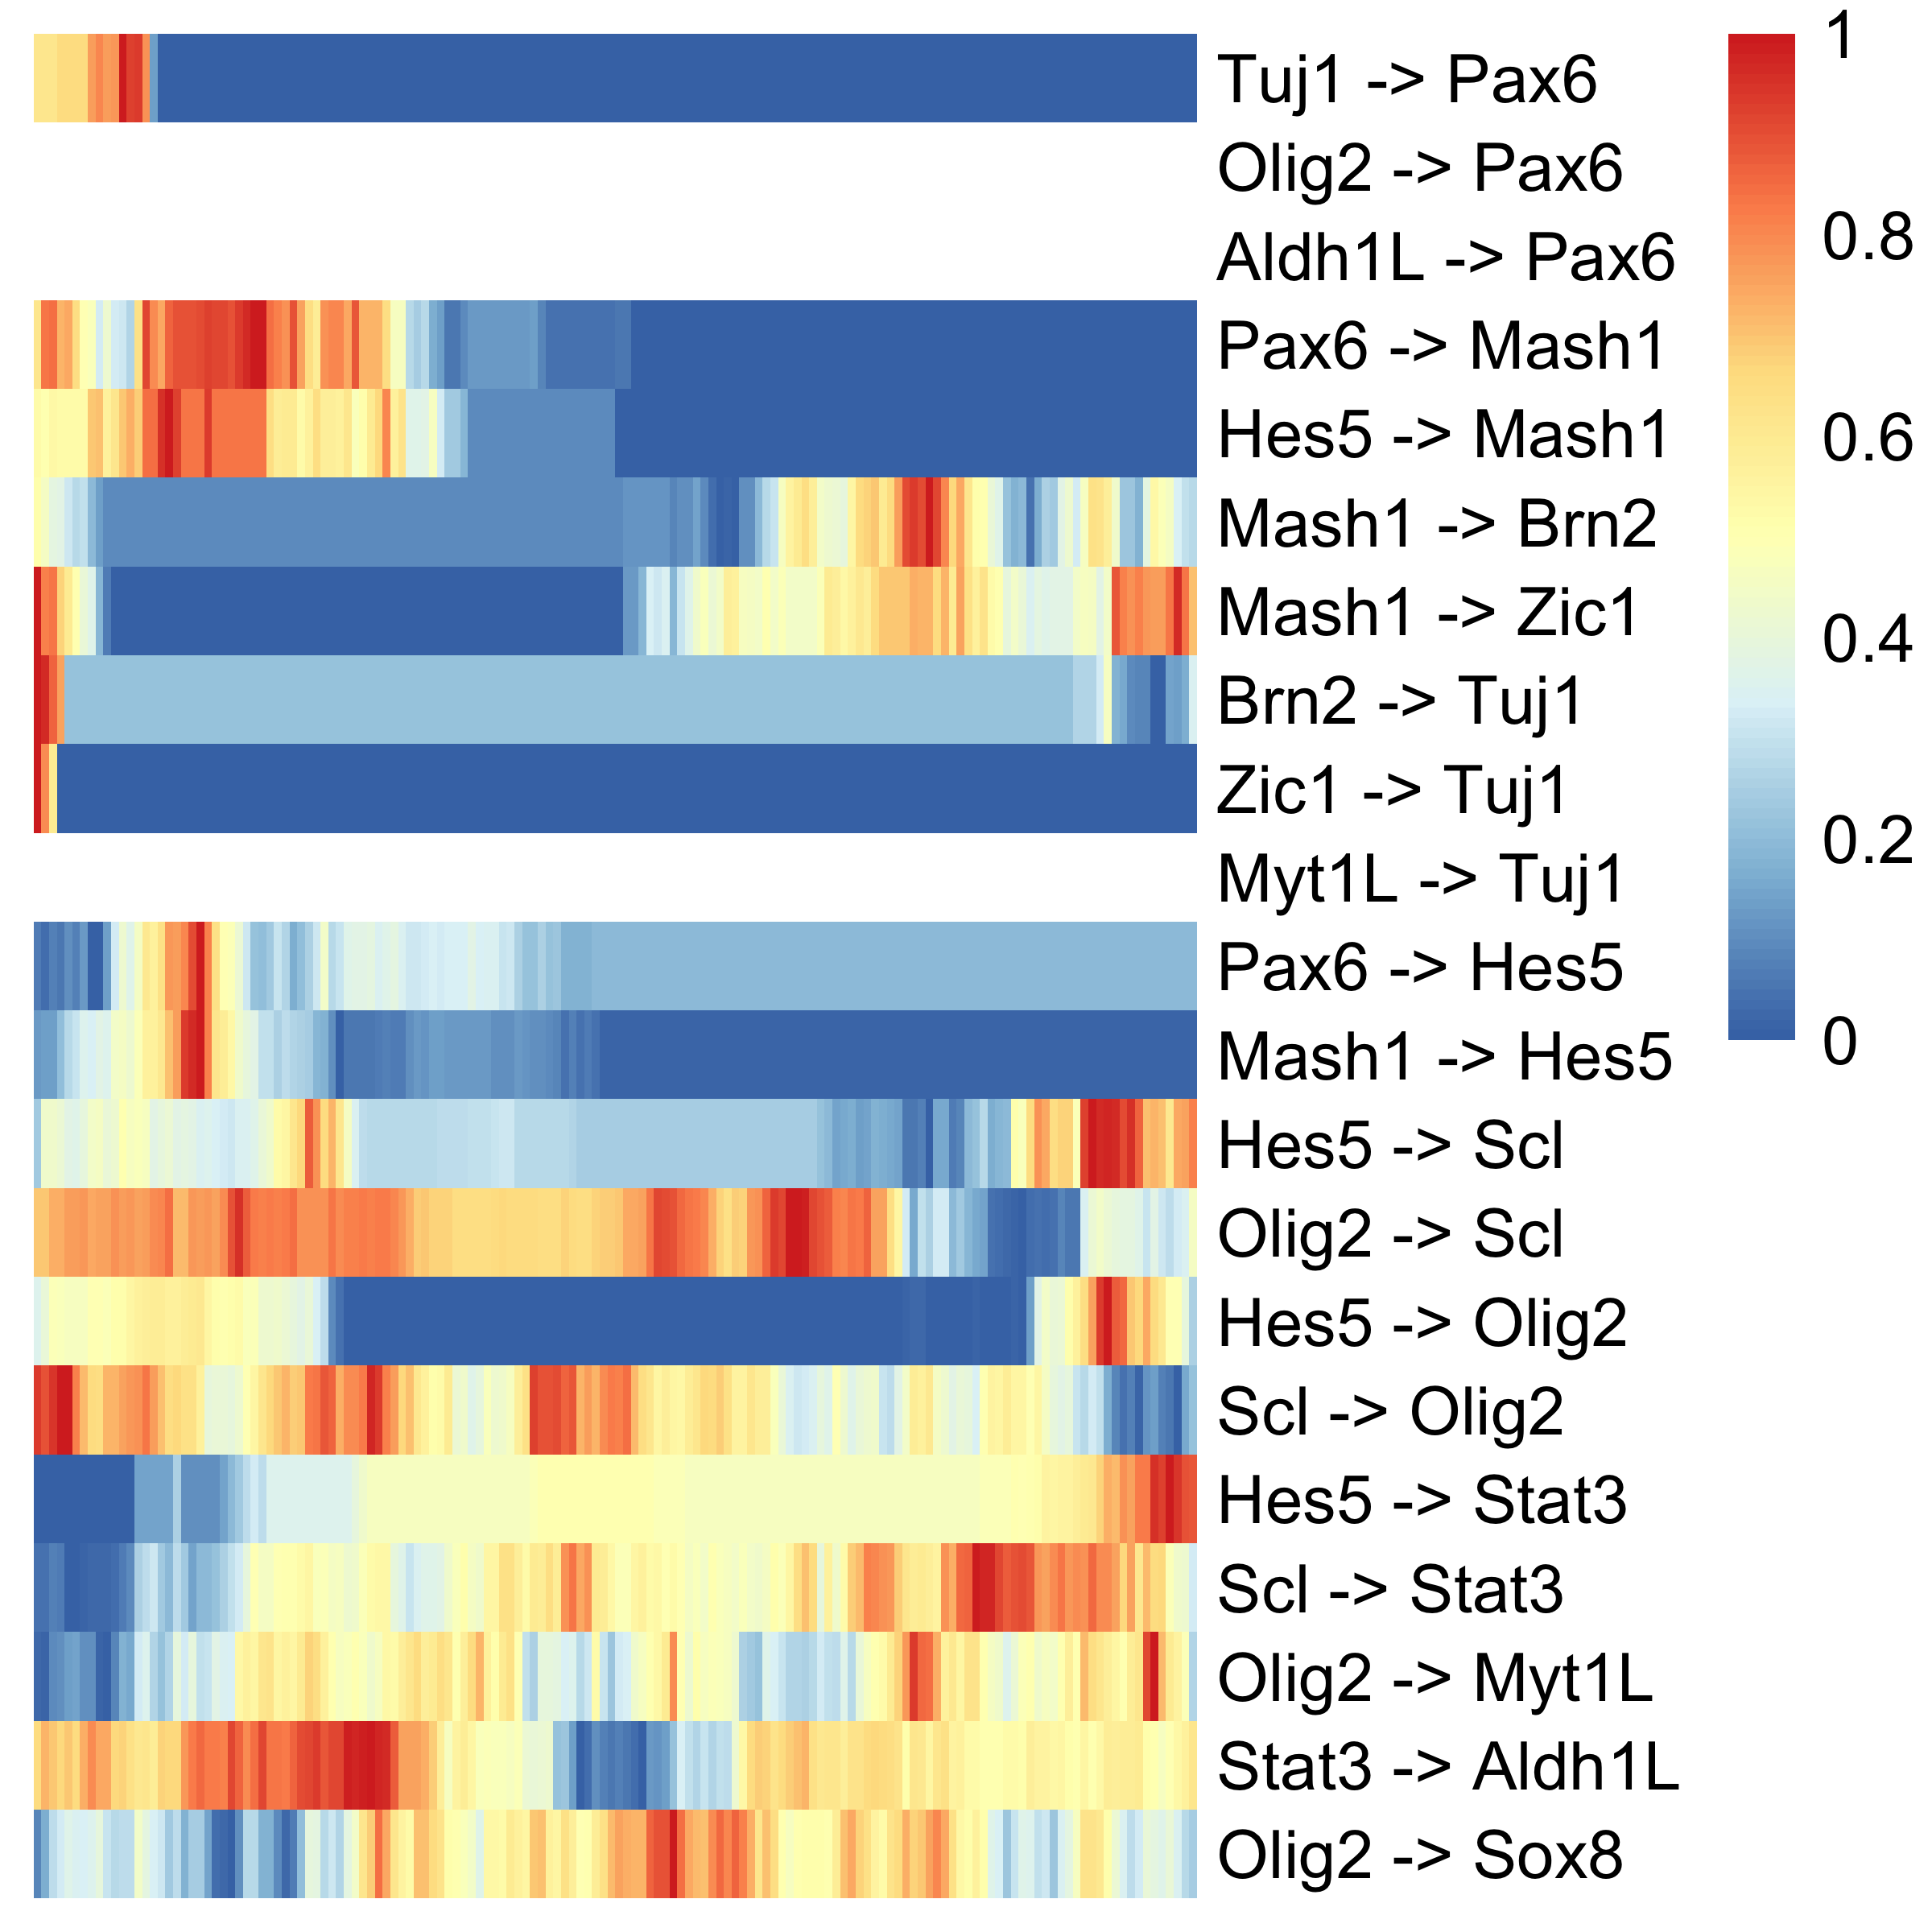 Tuj1 -> Pax6
Olig2 -> Pax6
Aldh1L -> Pax6
Pax6 -> Mash1
Hes5 -> Mash1
Mash1 -> Brn2
Mash1 -> Zic1
Brn2 -> Tuj1
Zic1 -> Tuj1
Myt1L -> Tuj1
Pax6 -> Hes5
Mash1 -> Hes5
Hes5 -> Scl
Olig2 -> Scl
Hes5 -> Olig2
Scl -> Olig2
Hes5 -> Stat3
Scl -> Stat3
Olig2 -> Myt1L
Stat3 -> Aldh1L
Olig2 -> Sox8
1
0.8
0.6
0.4
0.2
0